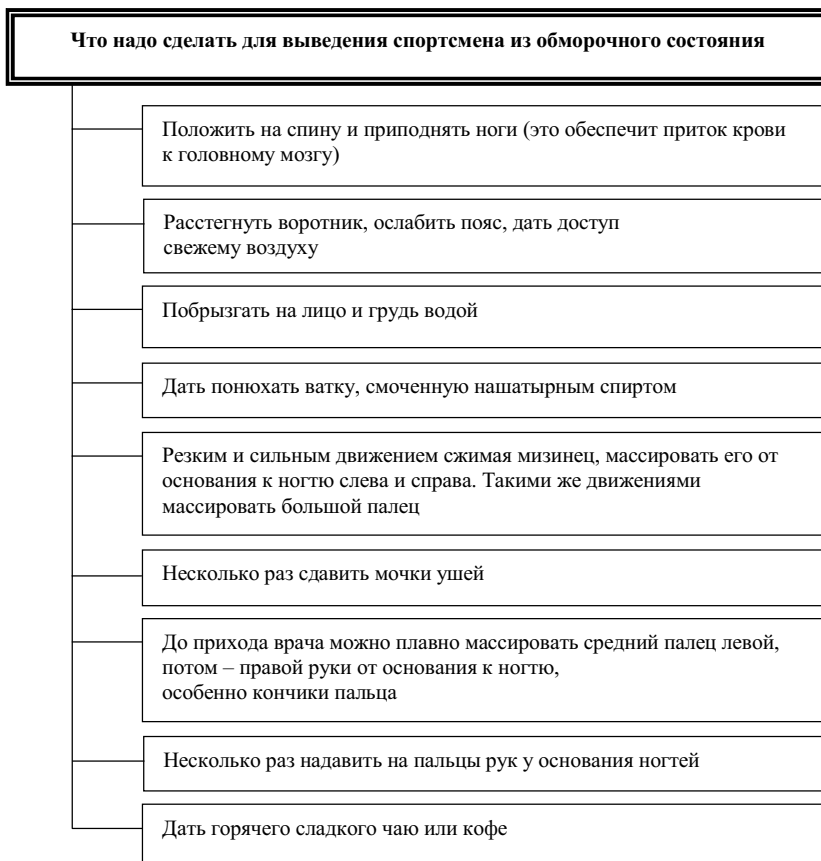 Что надо сделать для выведения спортсмена из обморочного состояния
Положить на спину и приподнять ноги (это обеспечит приток крови
к головному мозгу)
Расстегнуть воротник, ослабить пояс, дать доступ
свежему воздуху
Побрызгать на лицо и грудь водой
Дать понюхать ватку, смоченную нашатырным спиртом
Резким и сильным движением сжимая мизинец, массировать его от
основания к ногтю слева и справа. Такими же движениями
массировать большой палец
Несколько раз сдавить мочки ушей
До прихода врача можно плавно массировать средний палец левой,
потом – правой руки от основания к ногтю,
особенно кончики пальца
Несколько раз надавить на пальцы рук у основания ногтей
Дать горячего сладкого чаю или кофе